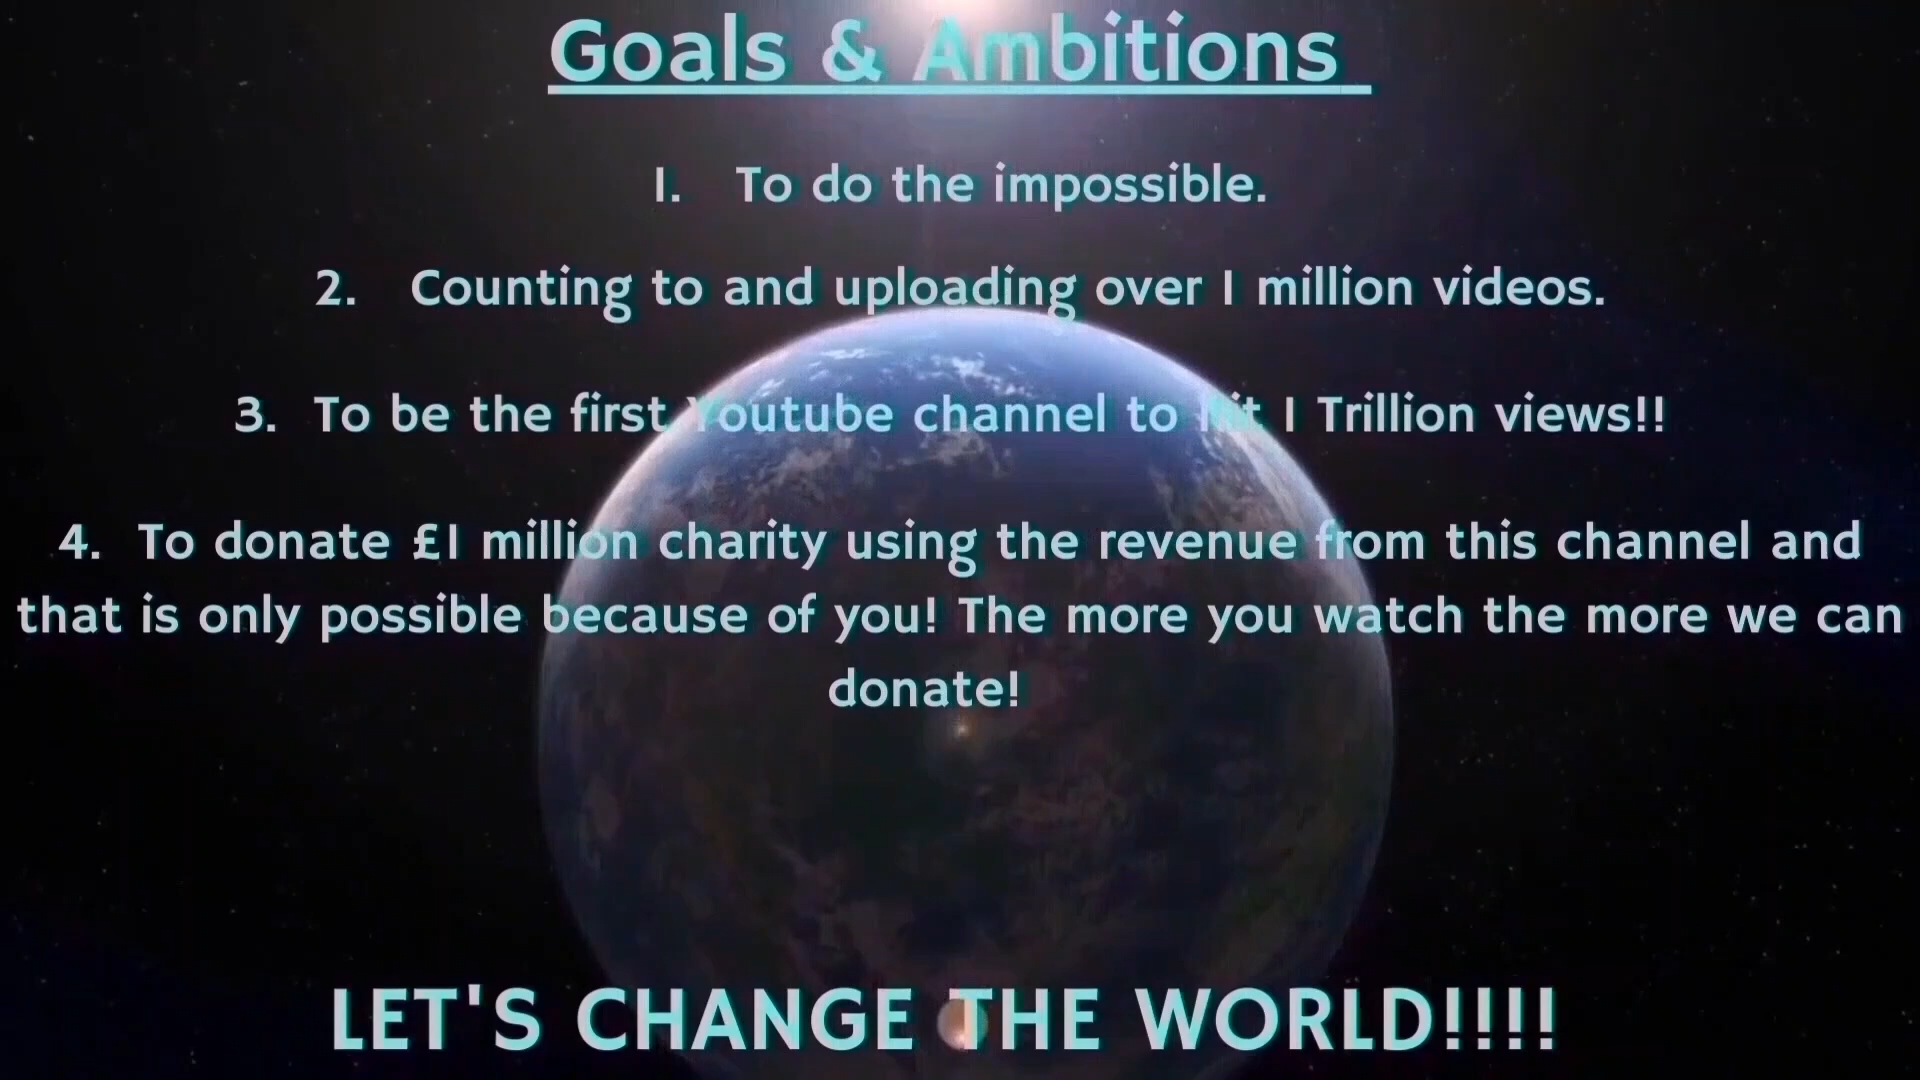 Goals & Ambitions
1. To do the impossible.
2. Counting to and uploading over 1 million videos.
3. To be the first Youtube channel to hit 1 Trillion views!!
4. To donate £1 million charity using the revenue from this channel and
that is only possible because of you! The more you watch the more we can
donate!
LET'S CHANGE THE WORLD!!!!